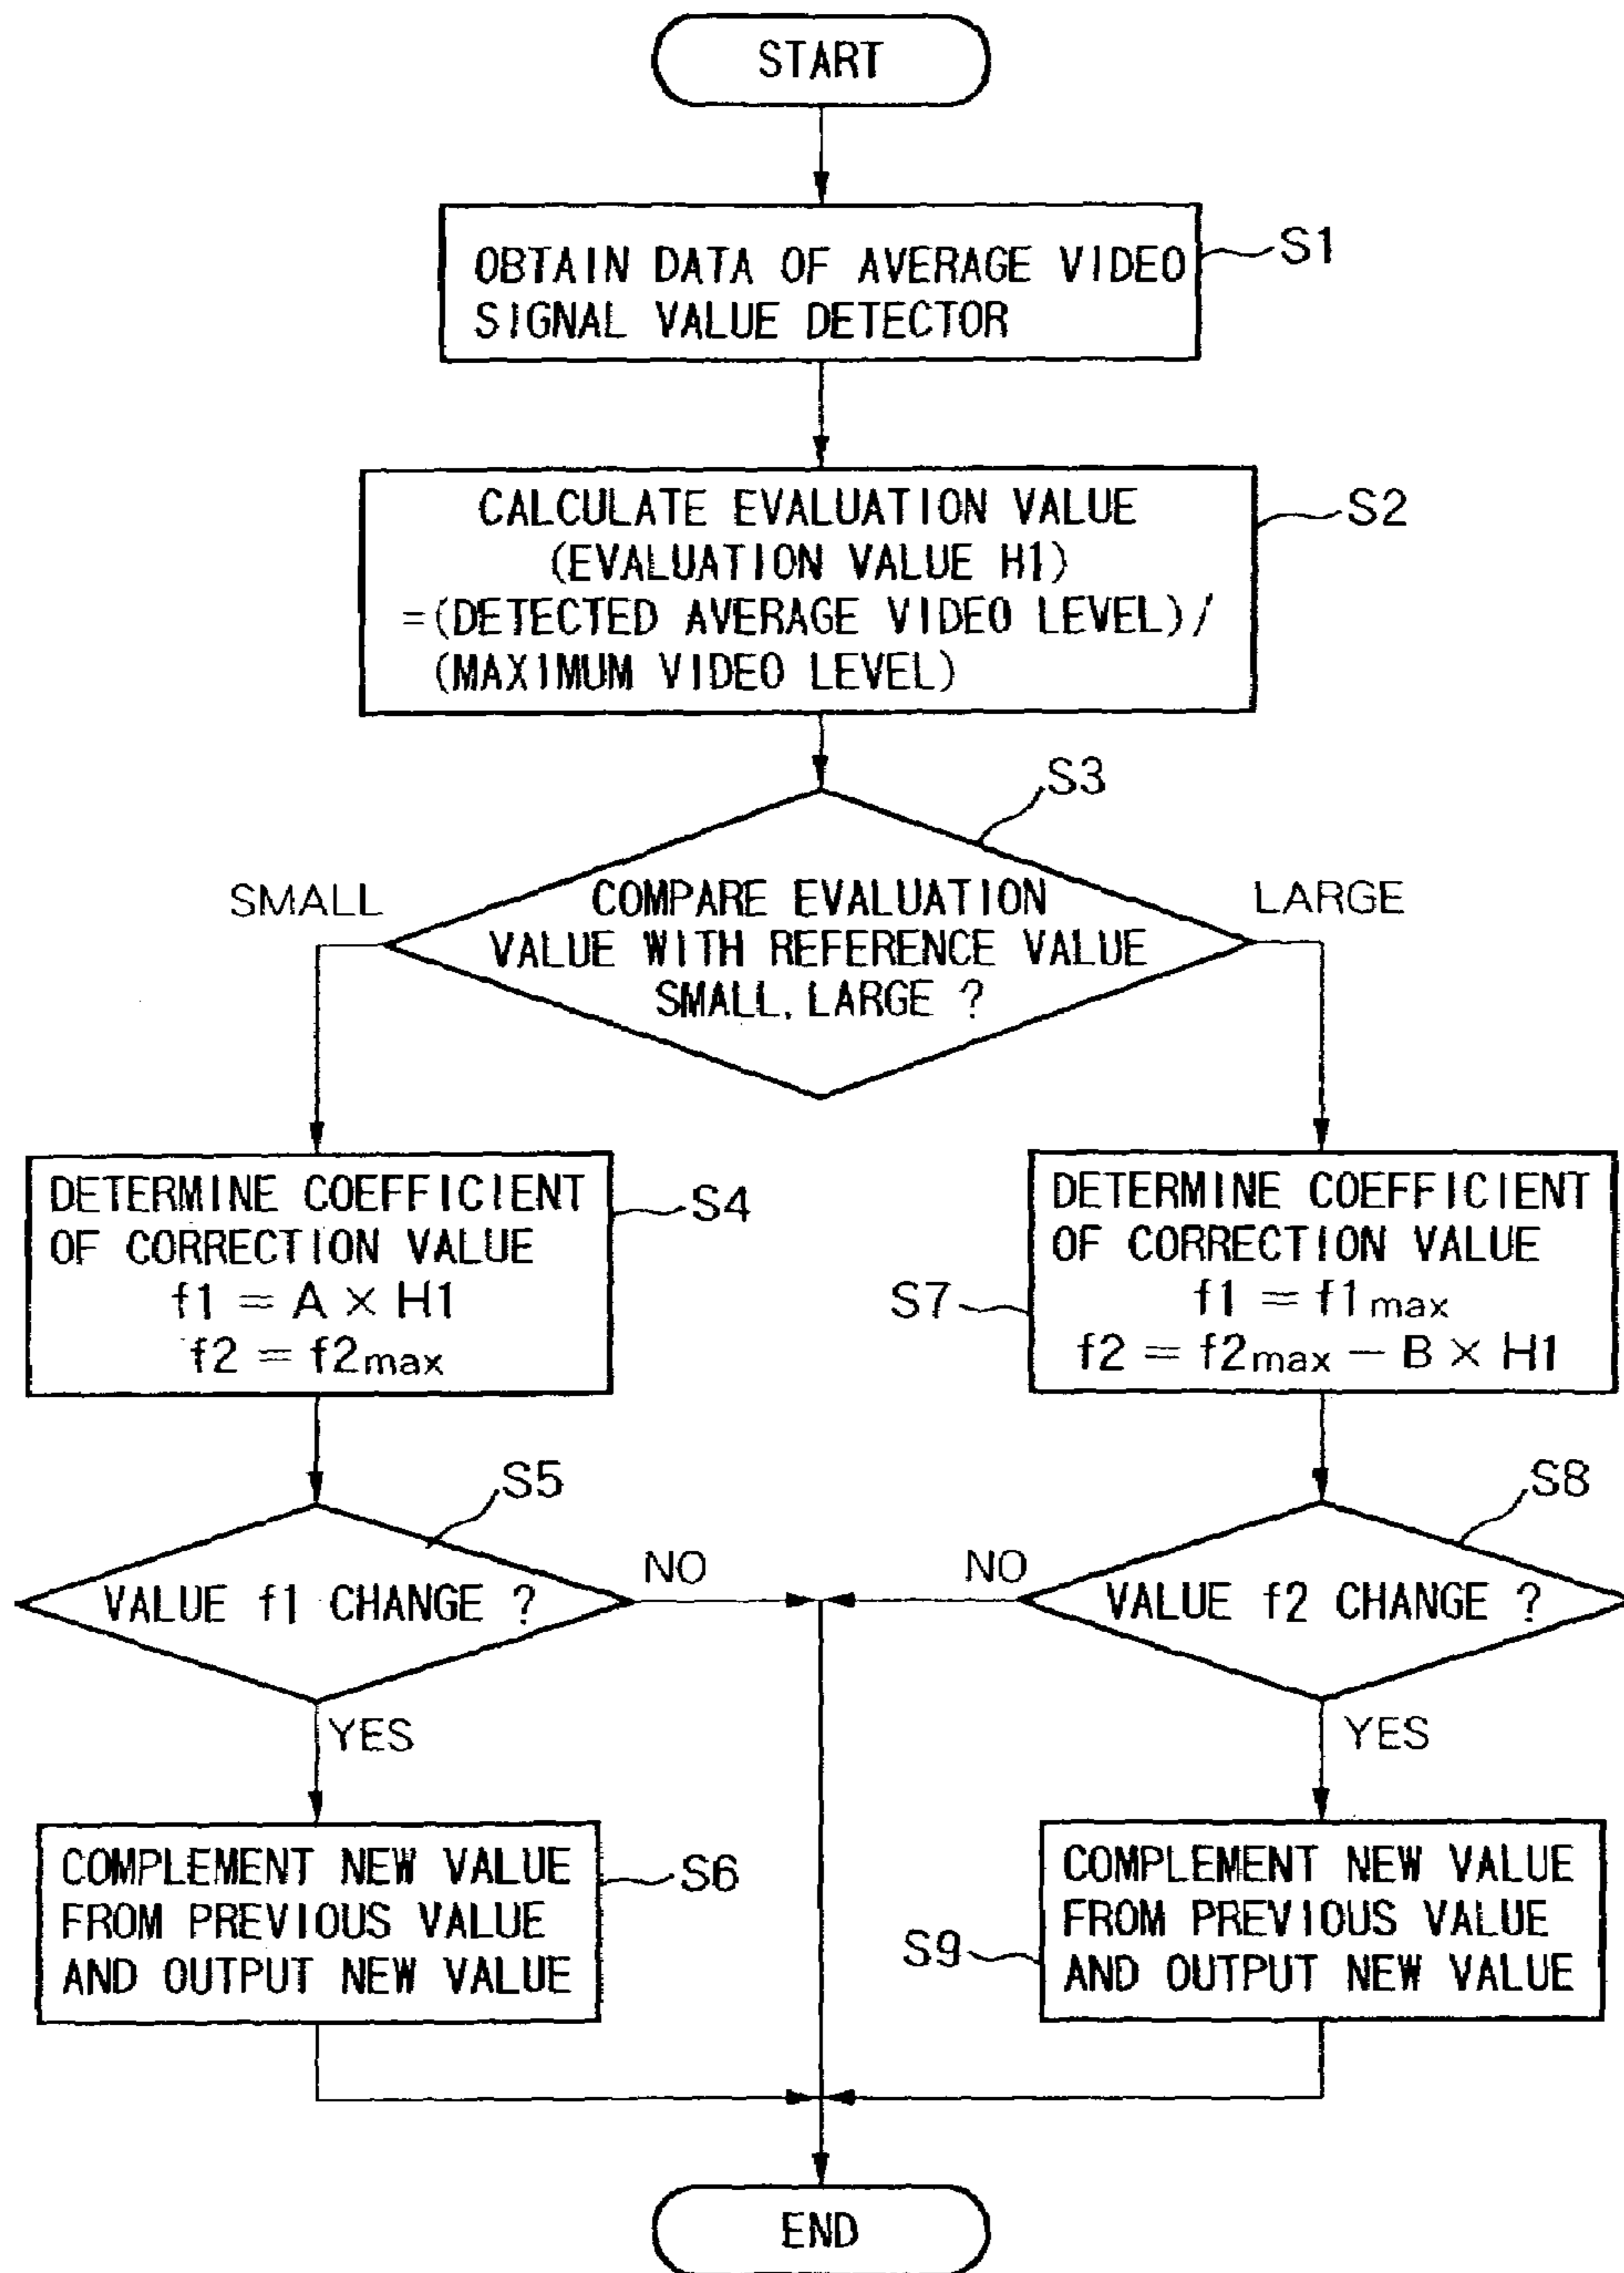 START
OBTAIN DATA OF AVERAGE VIDEO
SIGNAL VALUE DETECTOR
S1
CALCULATE EVALUATION VALUE
(EVALUATION VALUE H1)
=(DETECTED AVERAGE VIDEO LEVEL)/
(MAXIMUM VIDEO LEVEL)
S2
S3
COMPARE EVALUATION
VALUE WITH REFERENCE VALUE
SMALL, LARGE ?
SMALL
LARGE
DETERMINE COEFFICIENT
OF CORRECTION VALUE
f1 = A × H1
f2 = f2max
S4
DETERMINE COEFFICIENT
OF CORRECTION VALUE
f1 = f1max
f2 = f2max − B × H1
S7
S5
VALUE f1 CHANGE ?
NO
YES
S8
VALUE f2 CHANGE ?
NO
YES
COMPLEMENT NEW VALUE
FROM PREVIOUS VALUE
AND OUTPUT NEW VALUE
S6
COMPLEMENT NEW VALUE
FROM PREVIOUS VALUE
AND OUTPUT NEW VALUE
S9
END